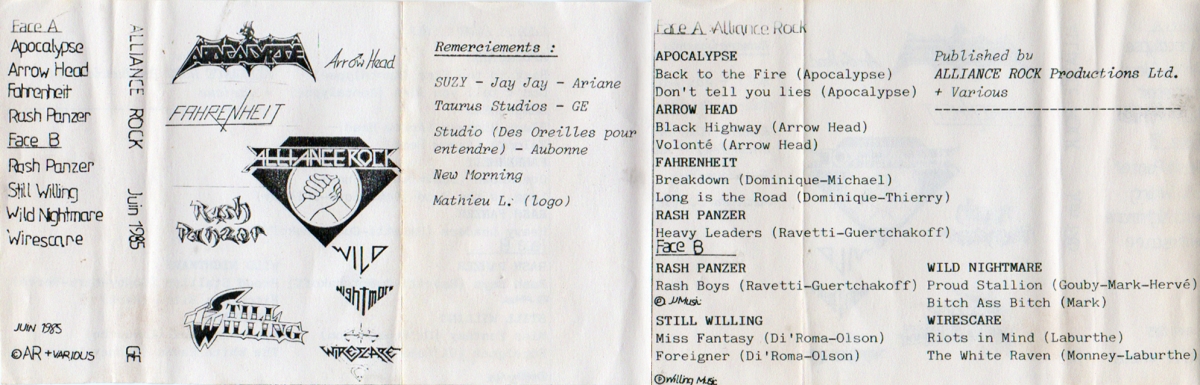 Face A
Apocalypse
Arrow Head
Fahrenheit
Rash Panzer
Face B
Rash Panzer
Still Willing
Wild Nightmare
Wirescare
JUIN 1985
©AR + VARIOUS
ALLIANCE ROCK Juin 1985
APOCALYPSE
Arrow Head
FAHRENHEIT
ALLIANCE ROCK
Rash
Panzer
WILD
Nightmare
STILL
WILLING
WIRESCARE
Remerciements :
SUZY - Jay Jay - Ariane
Taurus Studios - GE
Studio (Des Oreilles pour
entendre) - Aubonne
New Morning
Mathieu L. (logo)
Face A Alliance Rock
APOCALYPSE
Back to the Fire (Apocalypse)
Don't tell you lies (Apocalypse)
ARROW HEAD
Black Highway (Arrow Head)
Volonté (Arrow Head)
FAHRENHEIT
Breakdown (Dominique-Michael)
Long is the Road (Dominique-Thierry)
RASH PANZER
Heavy Leaders (Ravetti-Guertchakoff)
Published by
ALLIANCE ROCK Productions Ltd.
+ Various
Face B
RASH PANZER
Rash Boys (Ravetti-Guertchakoff)
© JJMusic
STILL WILLING
Miss Fantasy (Di'Roma-Olson)
Foreigner (Di'Roma-Olson)
©Willing Music
WILD NIGHTMARE
Proud Stallion (Gouby-Mark-Hervé)
Bitch Ass Bitch (Mark)
WIRESCARE
Riots in Mind (Laburthe)
The White Raven (Monney-Laburthe)